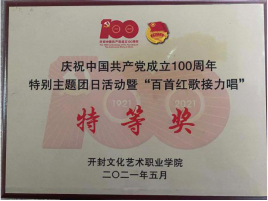 庆祝中国共产党成立100周年
特别主题团日活动暨“百首红歌接力唱”
1921 2021
特等奖
开封文化艺术职业学院
二〇二一年五月